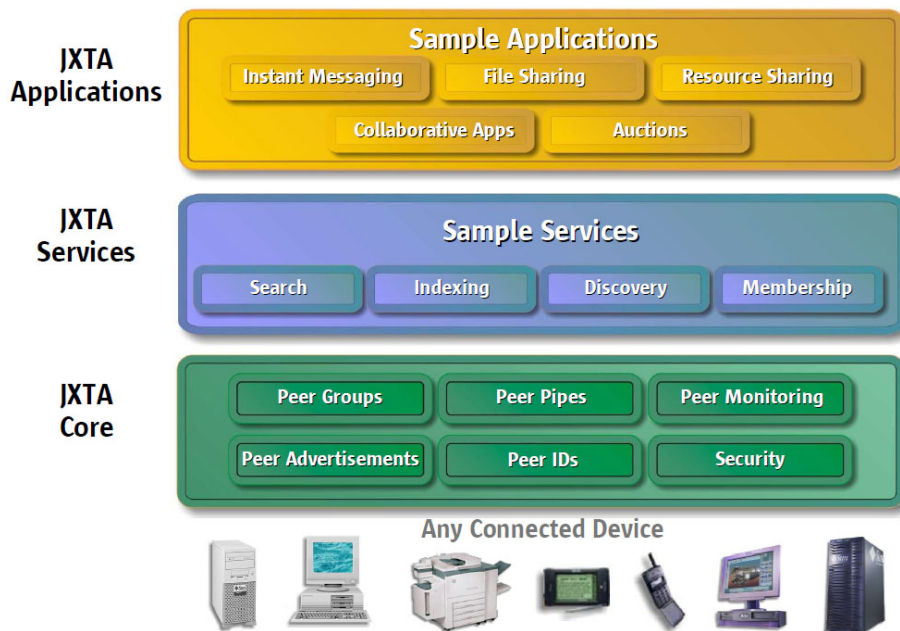 JXTA
Applications
Sample Applications
Instant Messaging
File Sharing
Resource Sharing
Collaborative Apps
Auctions
JXTA
Services
Sample Services
Search
Indexing
Discovery
Membership
JXTA
Core
Peer Groups
Peer Pipes
Peer Monitoring
Peer Advertisements
Peer IDs
Security
Any Connected Device